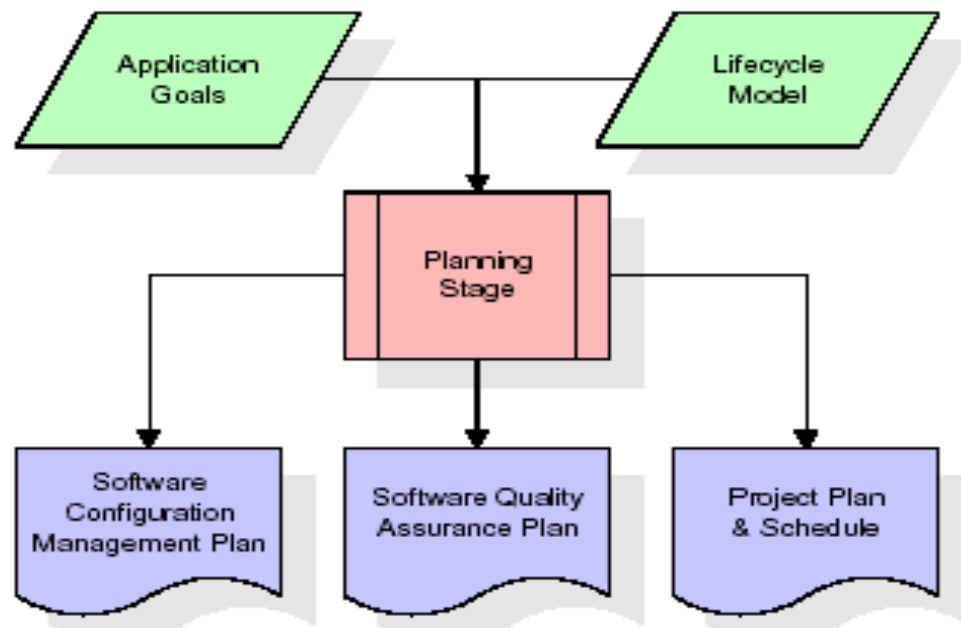 Application
Goals
Lifecycle
Model
Planning
Stage
Software
Configuration
Management Plan
Software Quality
Assurance Plan
Project Plan
& Schedule